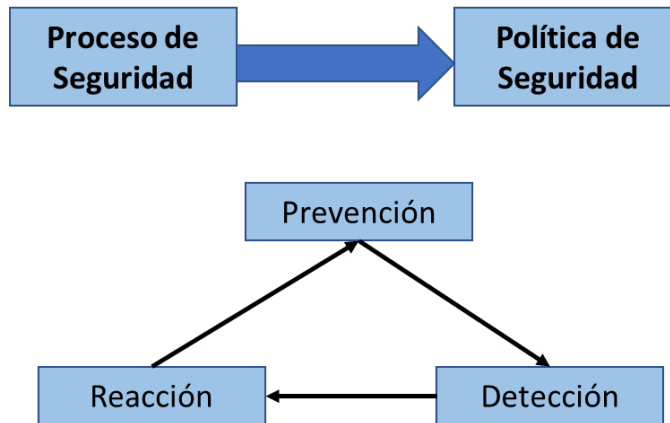 Proceso de
Seguridad
Política de
Seguridad
Prevención
Reacción
Detección